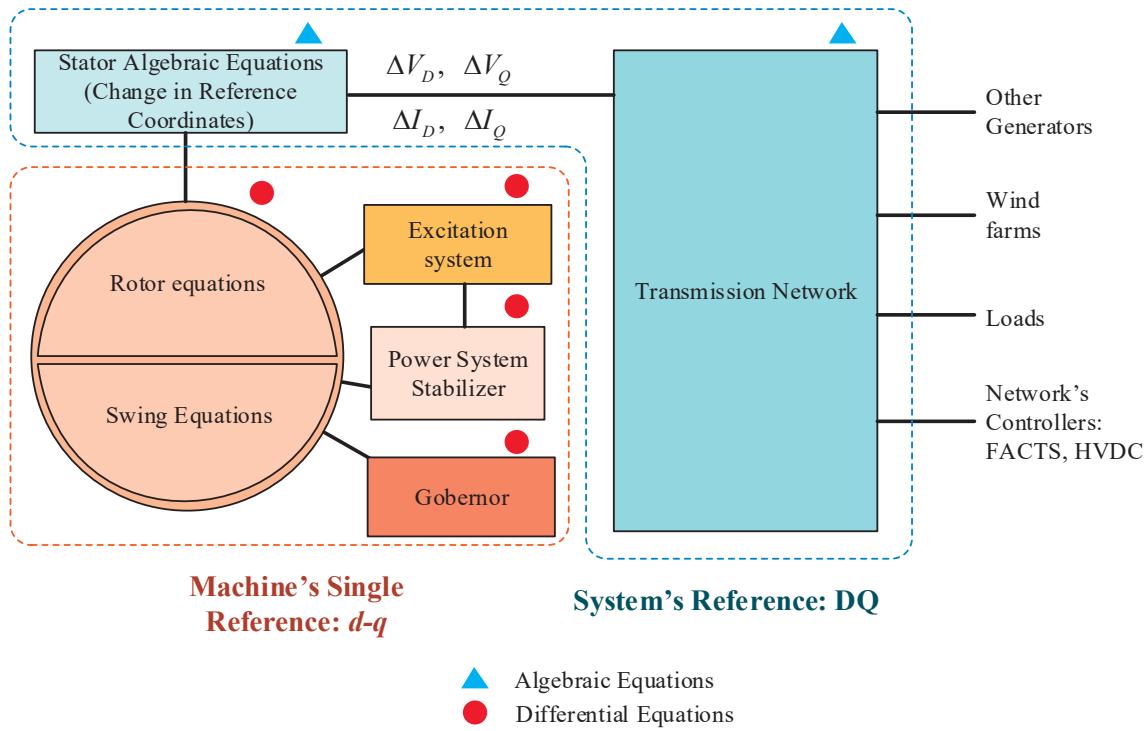 Stator Algebraic Equations
(Change in Reference
Coordinates)
ΔV_D, ΔV_Q
ΔI_D, ΔI_Q
Other
Generators
Wind
farms
Loads
Network's
Controllers:
FACTS, HVDC
Transmission Network
Rotor equations
Swing Equations
Excitation
system
Power System
Stabilizer
Gobernor
Machine's Single
Reference: d-q
System's Reference: DQ
Algebraic Equations
Differential Equations